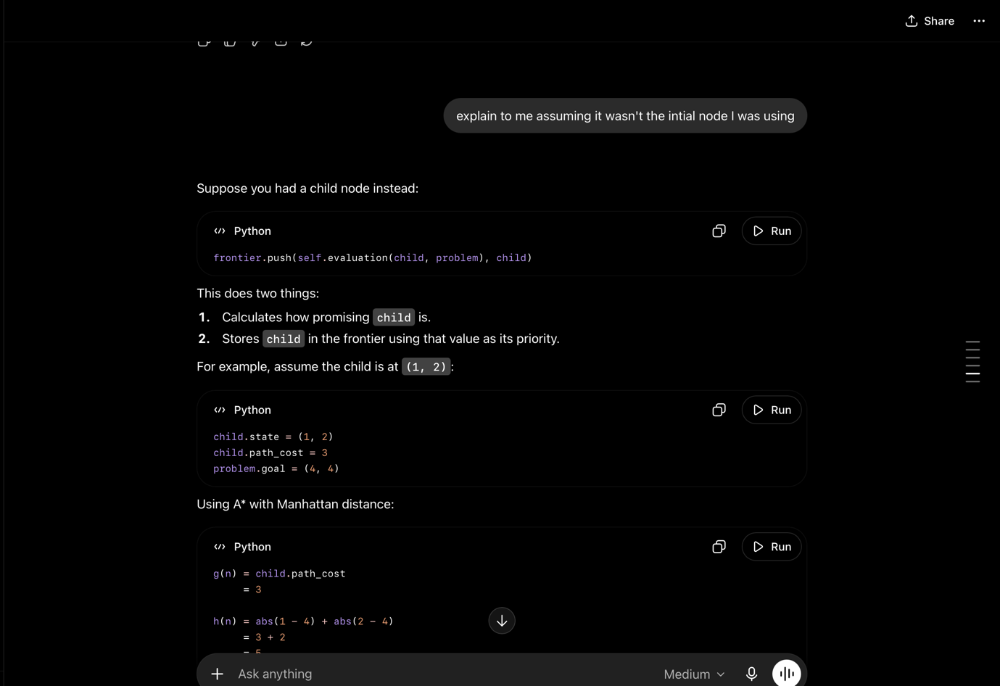 Share
explain to me assuming it wasn't the intial node I was using
Suppose you had a child node instead:
Python
Run
frontier.push(self.evaluation(child, problem), child)
This does two things:
1. Calculates how promising child is.
2. Stores child in the frontier using that value as its priority.
For example, assume the child is at (1, 2):
Python
Run
child.state = (1, 2)
child.path_cost = 3
problem.goal = (4, 4)
Using A* with Manhattan distance:
Python
Run
g(n) = child.path_cost
= 3
h(n) = abs(1 - 4) + abs(2 - 4)
= 3 + 2
= 5
Ask anything
Medium